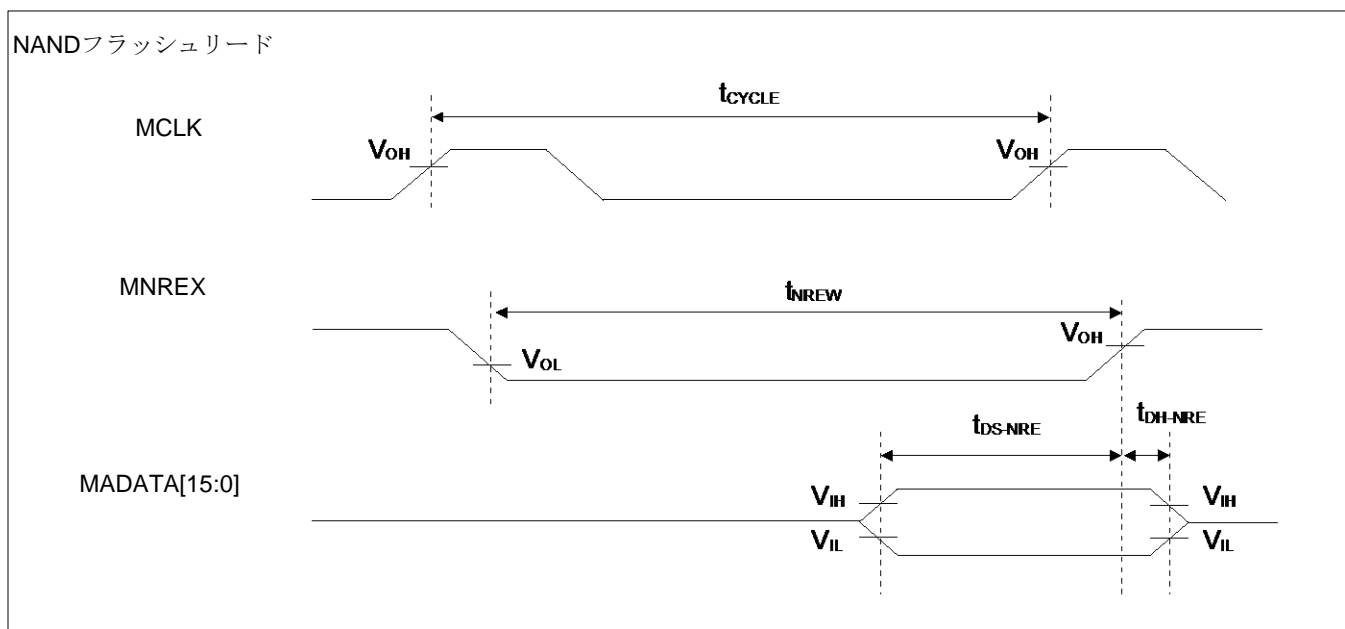 NANDフラッシュリード
tCYCLE
MCLK
VOH
VOH
MNREX
tNREW
VOH
VOL
tDS-NRE
tDH-NRE
MADATA[15:0]
VIH
VIH
VIL
VIL